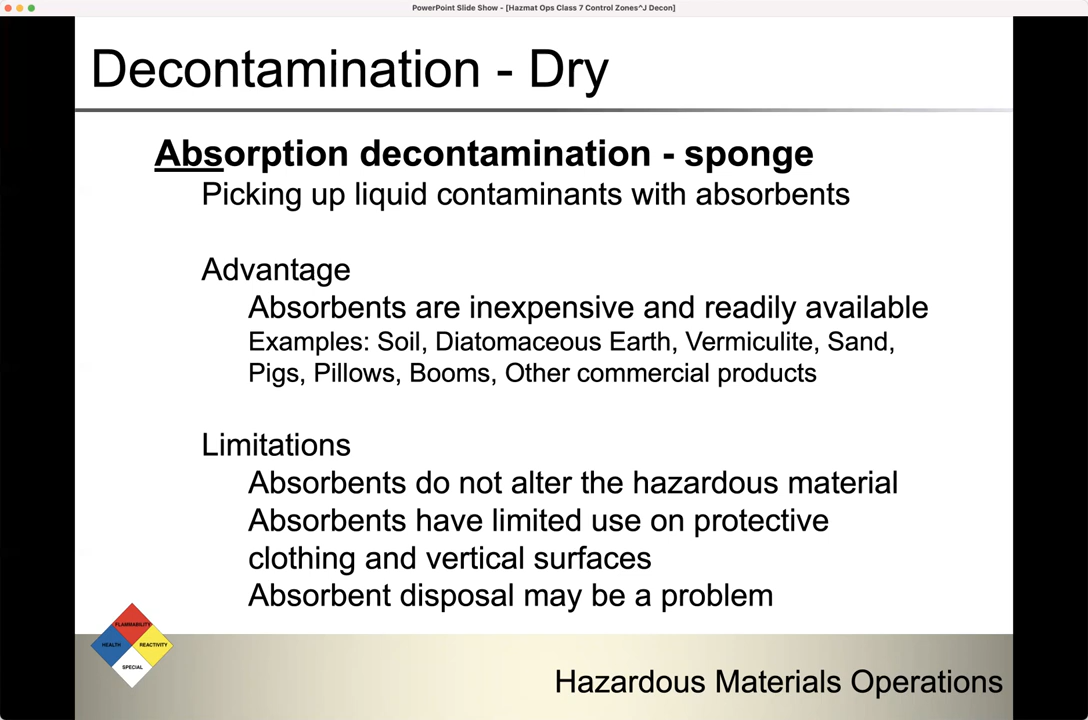 PowerPoint Slide Show - [Hazmat Ops Class 7 Control Zones^J Decon]
Decontamination - Dry
Absorption decontamination - sponge
Picking up liquid contaminants with absorbents
Advantage
Absorbents are inexpensive and readily available
Examples: Soil, Diatomaceous Earth, Vermiculite, Sand,
Pigs, Pillows, Booms, Other commercial products
Limitations
Absorbents do not alter the hazardous material
Absorbents have limited use on protective
clothing and vertical surfaces
Absorbent disposal may be a problem
FLAMMABILITY
HEALTH REACTIVITY
SPECIAL
Hazardous Materials Operations